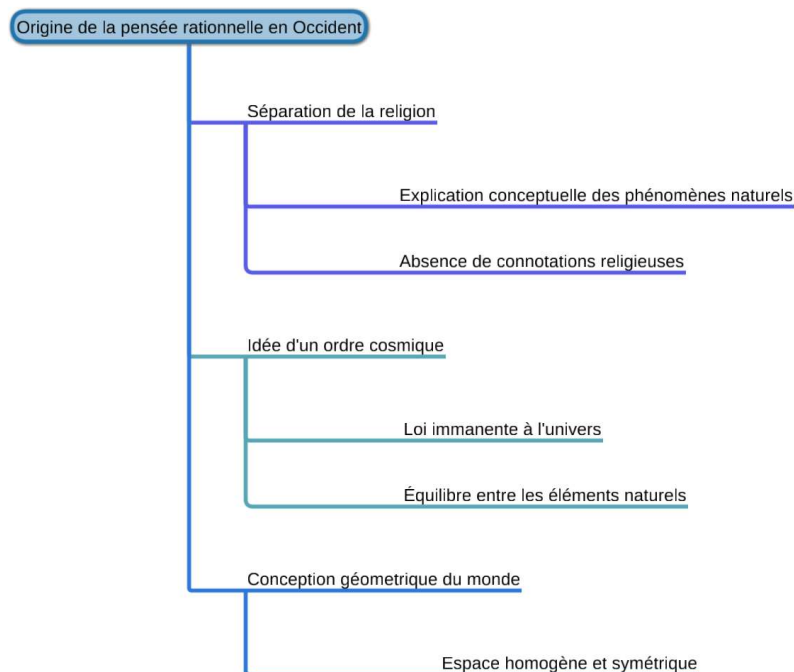 Origine de la pensée rationnelle en Occident
Séparation de la religion
Explication conceptuelle des phénomènes naturels
Absence de connotations religieuses
Idée d'un ordre cosmique
Loi immanente à l'univers
Équilibre entre les éléments naturels
Conception géometrique du monde
Espace homogène et symétrique